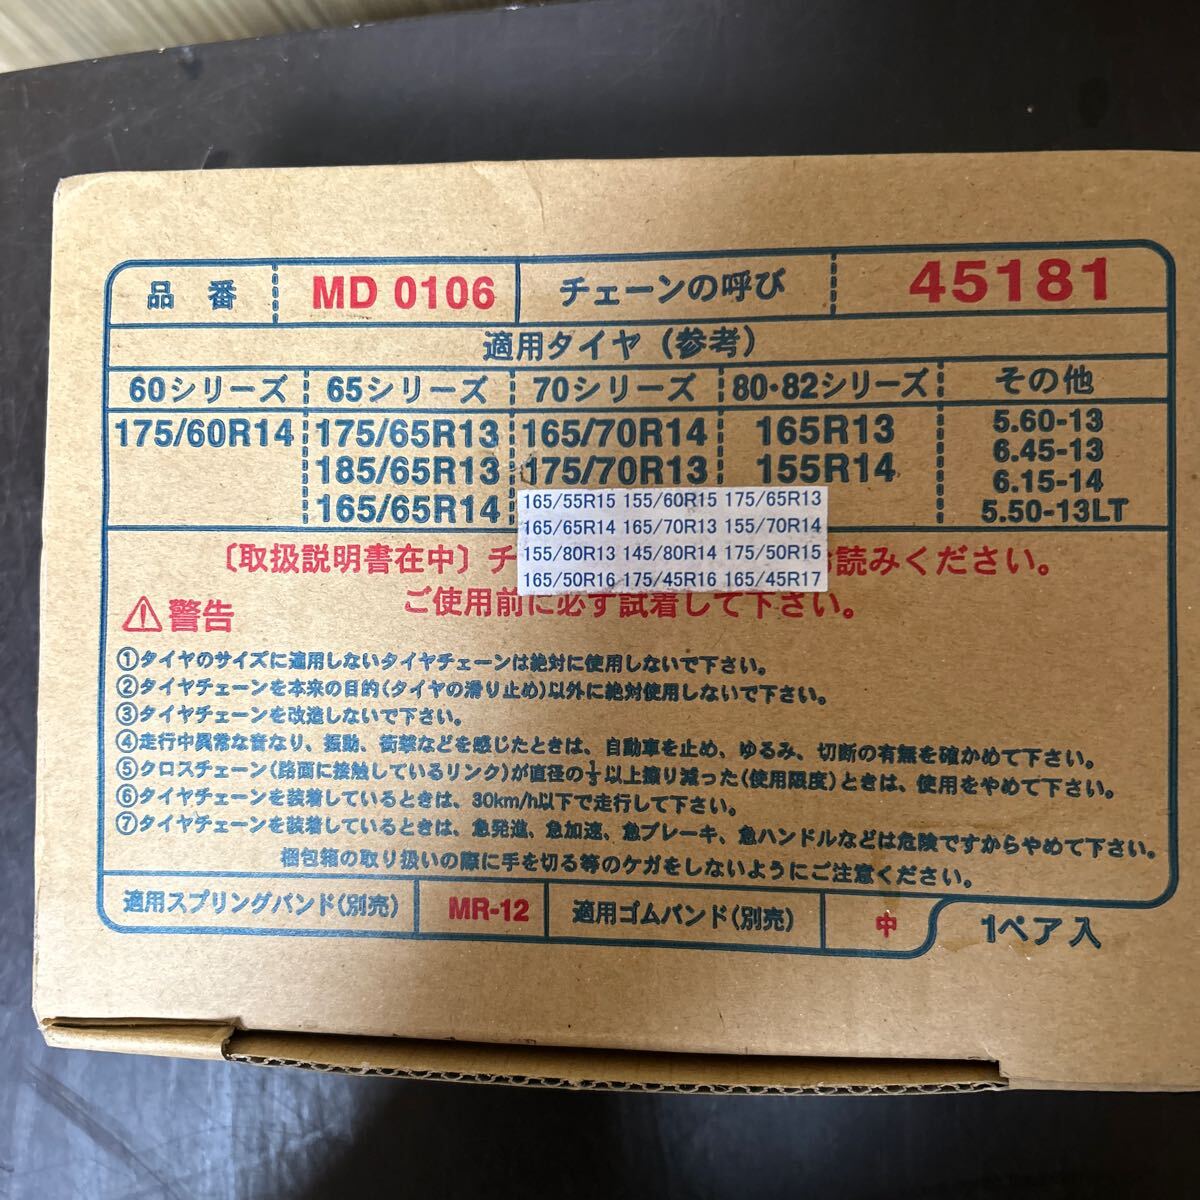 品番 MD 0106 チェーンの呼び 45181
適用タイヤ(参考)
60シリーズ 65シリーズ 70シリーズ 80・82シリーズ その他
175/60R14 175/65R13 165/70R14 165R13 5.60-13
185/65R13 175/70R13 155R14 6.45-13
165/65R14 6.15-14
5.50-13LT
165/55R15 155/60R15 175/65R13
165/65R14 165/70R13 155/70R14
155/80R13 145/80R14 175/50R15
165/50R16 175/45R16 165/45R17
〔取扱説明書在中〕チ お読みください。
ご使用前に必ず試着して下さい。
⚠警告
①タイヤのサイズに適用しないタイヤチェーンは絶対に使用しないで下さい。
②タイヤチェーンを本来の目的(タイヤの滑り止め)以外に絶対使用しないで下さい。
③タイヤチェーンを改造しないで下さい。
④走行中異常な音なり、振動、衝撃などを感じたときは、自動車を止め、ゆるみ、切断の有無を確かめて下さい。
⑤クロスチェーン(路面に接触しているリンク)が直径の1/3以上擦り減った(使用限度)ときは、使用をやめて下さい。
⑥タイヤチェーンを装着しているときは、30km/h以下で走行して下さい。
⑦タイヤチェーンを装着しているときは、急発進、急加速、急ブレーキ、急ハンドルなどは危険ですからやめて下さい。
梱包箱の取り扱いの際に手を切る等のケガをしないようにご注意ください。
適用スプリングバンド(別売) MR-12 適用ゴムバンド(別売) 中 1ペア入